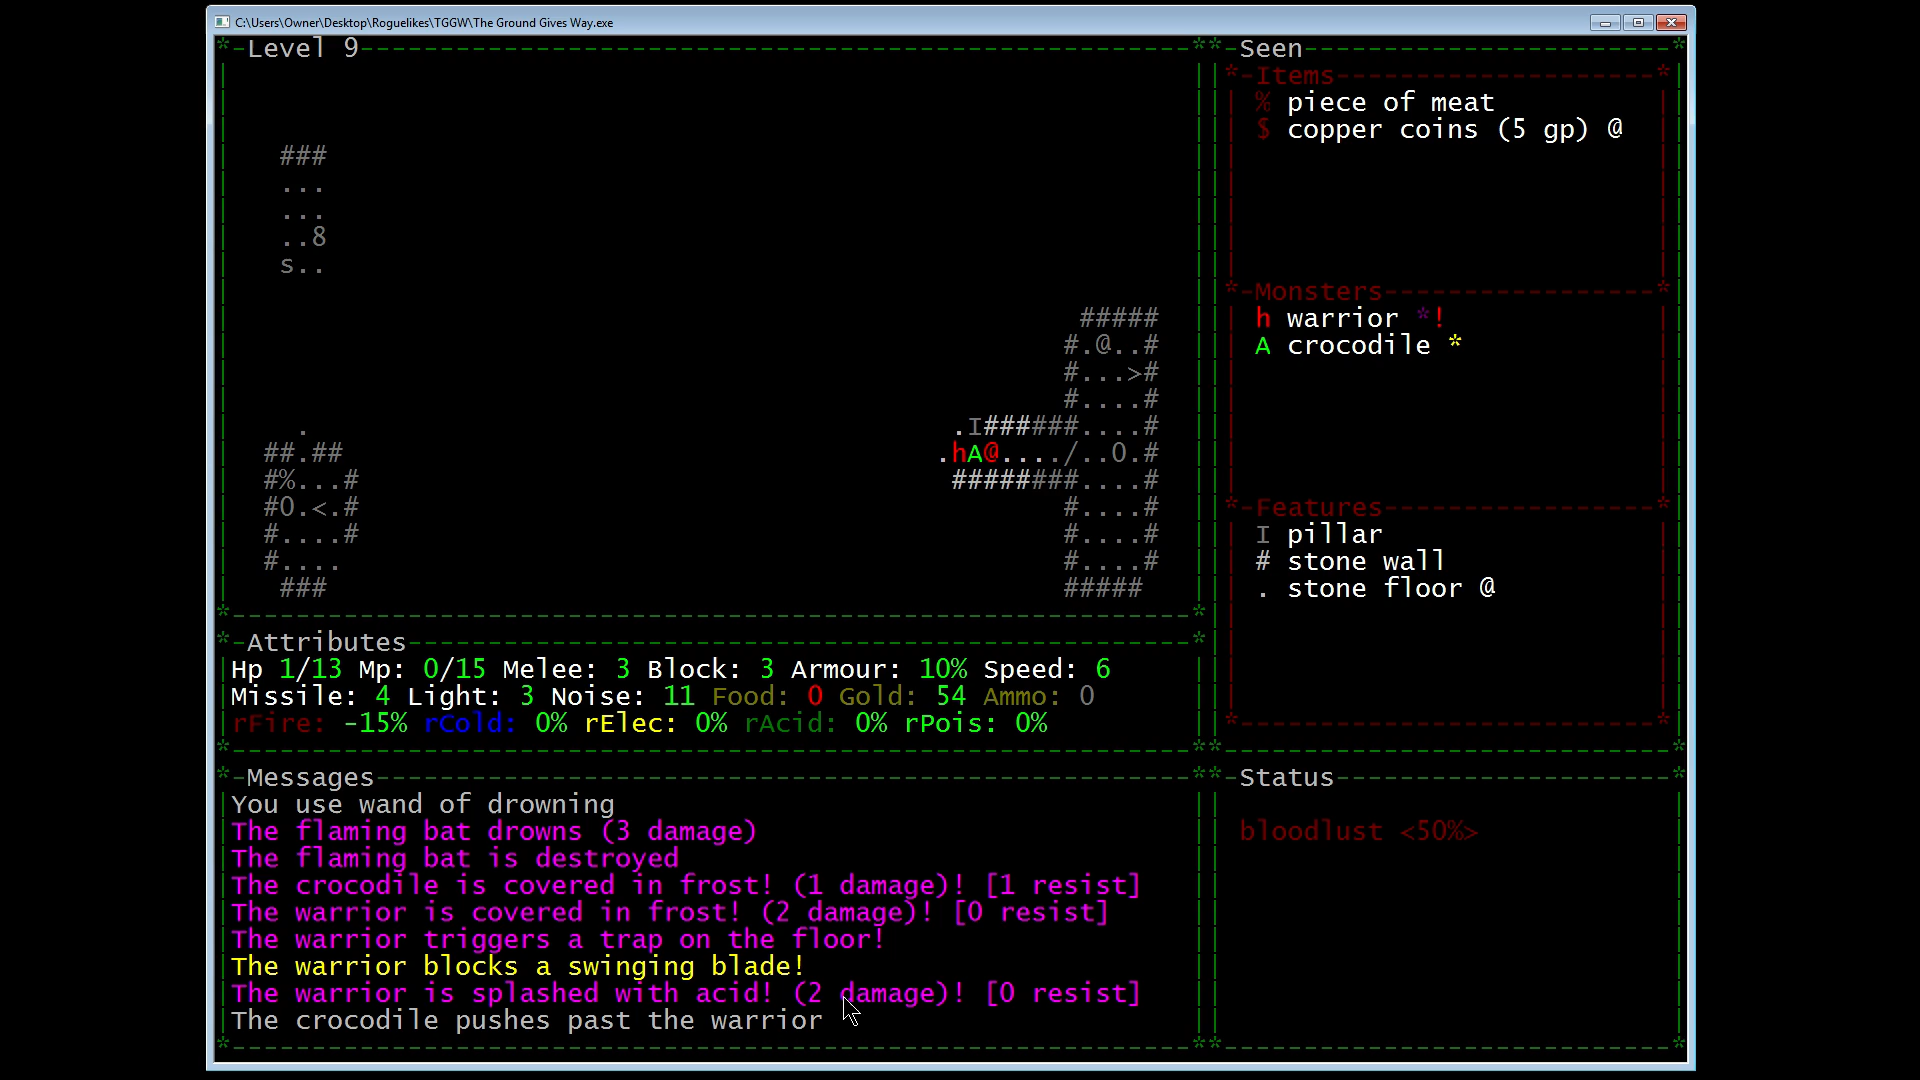 C:\Users\Owner\Desktop\Roguelikes\TGGW\The Ground Gives Way.exe
Level 9
###
...
...
..8
s..
#####
#.@..#
#...>#
#....#
.I######....#
.hA@..../..O.#
########....#
#....#
#....#
#....#
#####
.
##.##
#%...#
#O.<.#
#....#
#....
###
Attributes
Hp 1/13 Mp: 0/15 Melee: 3 Block: 3 Armour: 10% Speed: 6
Missile: 4 Light: 3 Noise: 11 Food: 0 Gold: 54 Ammo: 0
rFire: -15% rCold: 0% rElec: 0% rAcid: 0% rPois: 0%
Messages
You use wand of drowning
The flaming bat drowns (3 damage)
The flaming bat is destroyed
The crocodile is covered in frost! (1 damage)! [1 resist]
The warrior is covered in frost! (2 damage)! [0 resist]
The warrior triggers a trap on the floor!
The warrior blocks a swinging blade!
The warrior is splashed with acid! (2 damage)! [0 resist]
The crocodile pushes past the warrior
Seen
Items
% piece of meat
$ copper coins (5 gp) @
Monsters
h warrior *!
A crocodile *
Features
I pillar
# stone wall
. stone floor @
Status
bloodlust <50%>